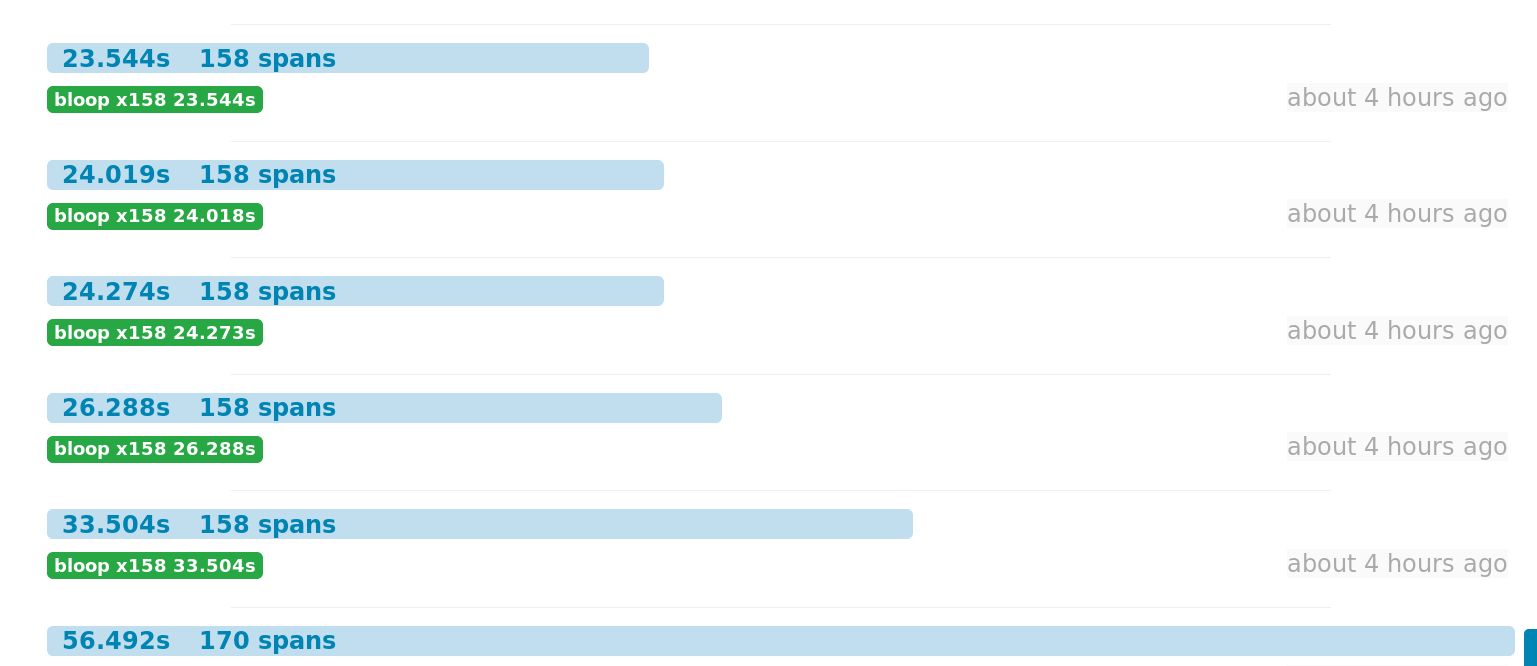 23.544s 158 spans
bloop x158 23.544s
about 4 hours ago
24.019s 158 spans
bloop x158 24.018s
about 4 hours ago
24.274s 158 spans
bloop x158 24.273s
about 4 hours ago
26.288s 158 spans
bloop x158 26.288s
about 4 hours ago
33.504s 158 spans
bloop x158 33.504s
about 4 hours ago
56.492s 170 spans